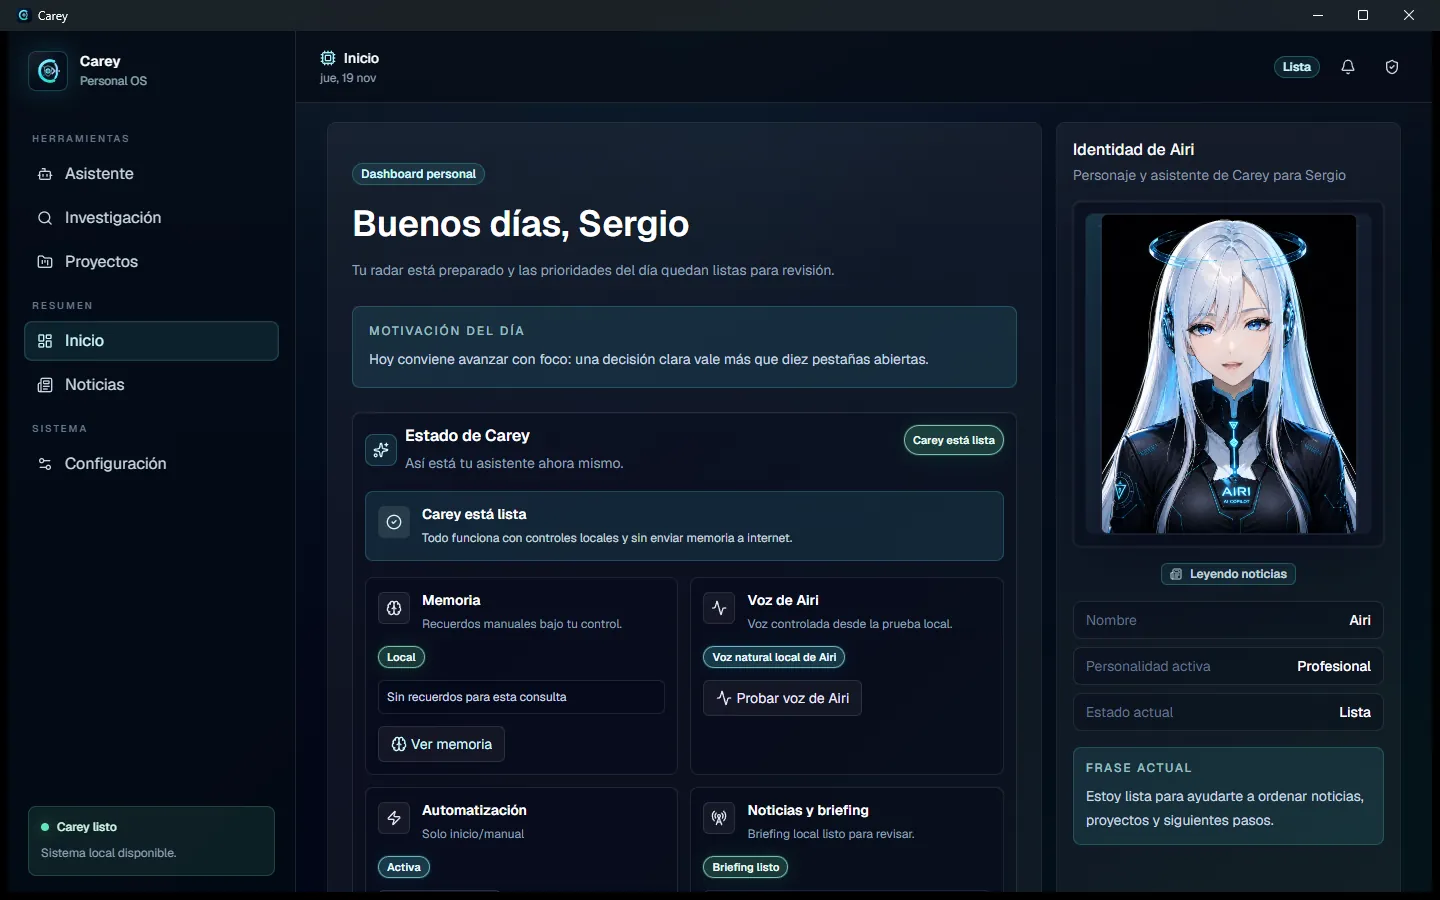 Carey
Carey
Personal OS
HERRAMIENTAS
Asistente
Investigación
Proyectos
RESUMEN
Inicio
Noticias
SISTEMA
Configuración
Carey listo
Sistema local disponible.
Inicio
jue, 19 nov
Lista
Dashboard personal
Buenos días, Sergio
Tu radar está preparado y las prioridades del día quedan listas para revisión.
MOTIVACIÓN DEL DÍA
Hoy conviene avanzar con foco: una decisión clara vale más que diez pestañas abiertas.
Estado de Carey
Así está tu asistente ahora mismo.
Carey está lista
Carey está lista
Todo funciona con controles locales y sin enviar memoria a internet.
Memoria
Recuerdos manuales bajo tu control.
Local
Sin recuerdos para esta consulta
Ver memoria
Voz de Airi
Voz controlada desde la prueba local.
Voz natural local de Airi
Probar voz de Airi
Automatización
Solo inicio/manual
Activa
Noticias y briefing
Briefing local listo para revisar.
Briefing listo
Identidad de Airi
Personaje y asistente de Carey para Sergio
AIRI
AI COPILOT
Leyendo noticias
Nombre
Airi
Personalidad activa
Profesional
Estado actual
Lista
FRASE ACTUAL
Estoy lista para ayudarte a ordenar noticias,
proyectos y siguientes pasos.